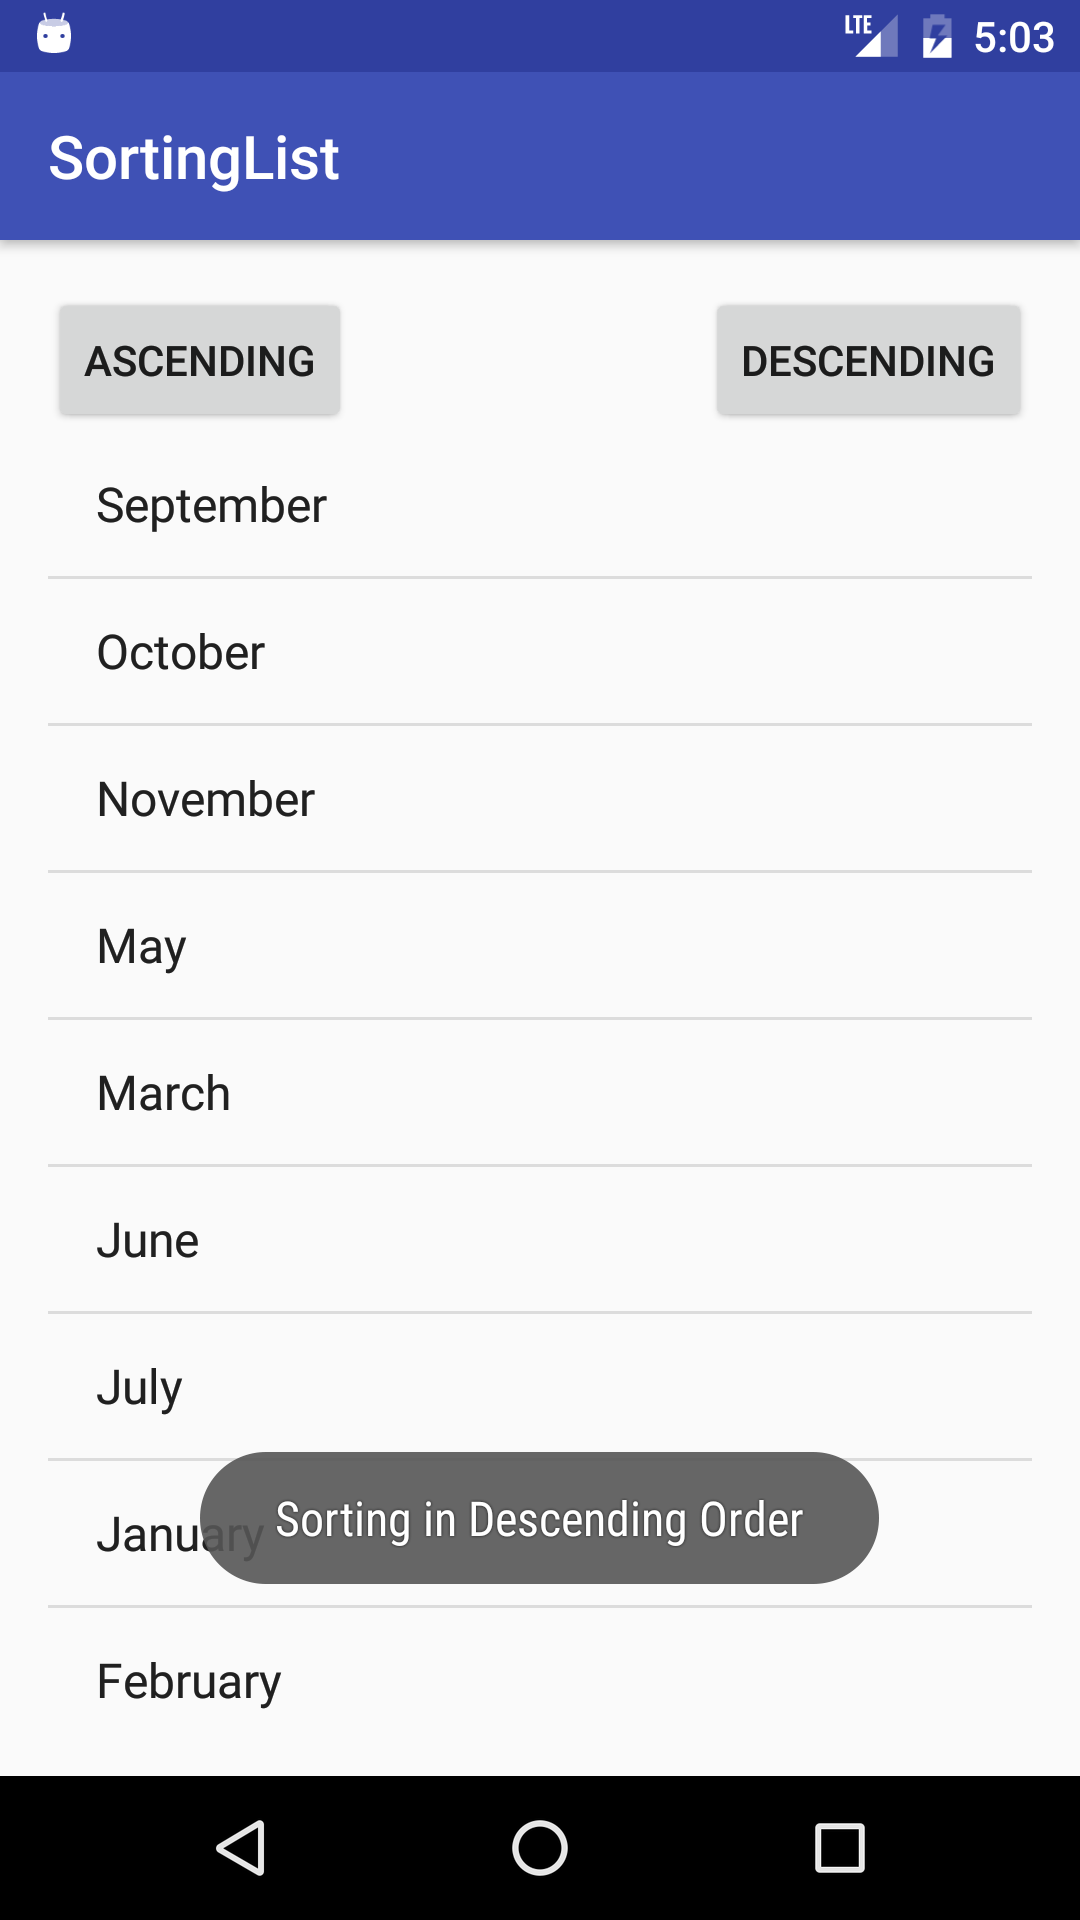 LTE 5:03
SortingList
ASCENDING DESCENDING
September
October
November
May
March
June
July
January
Sorting in Descending Order
February